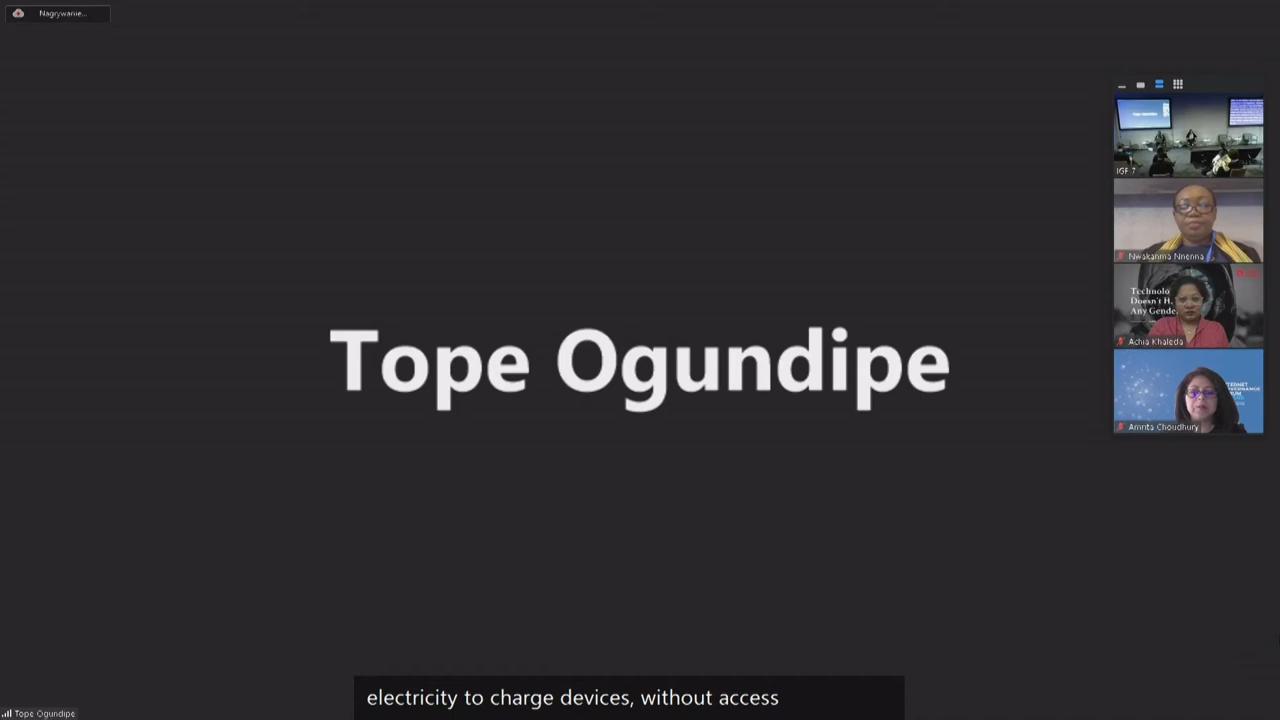 Nagrywanie...
IGF 7
Nwakanma Nnenna
Technolo
Doesn't H.
Any Gende
Achia Khaleda
Amrita Choudhury
Tope Ogundipe
electricity to charge devices, without access
Tope Ogundipe